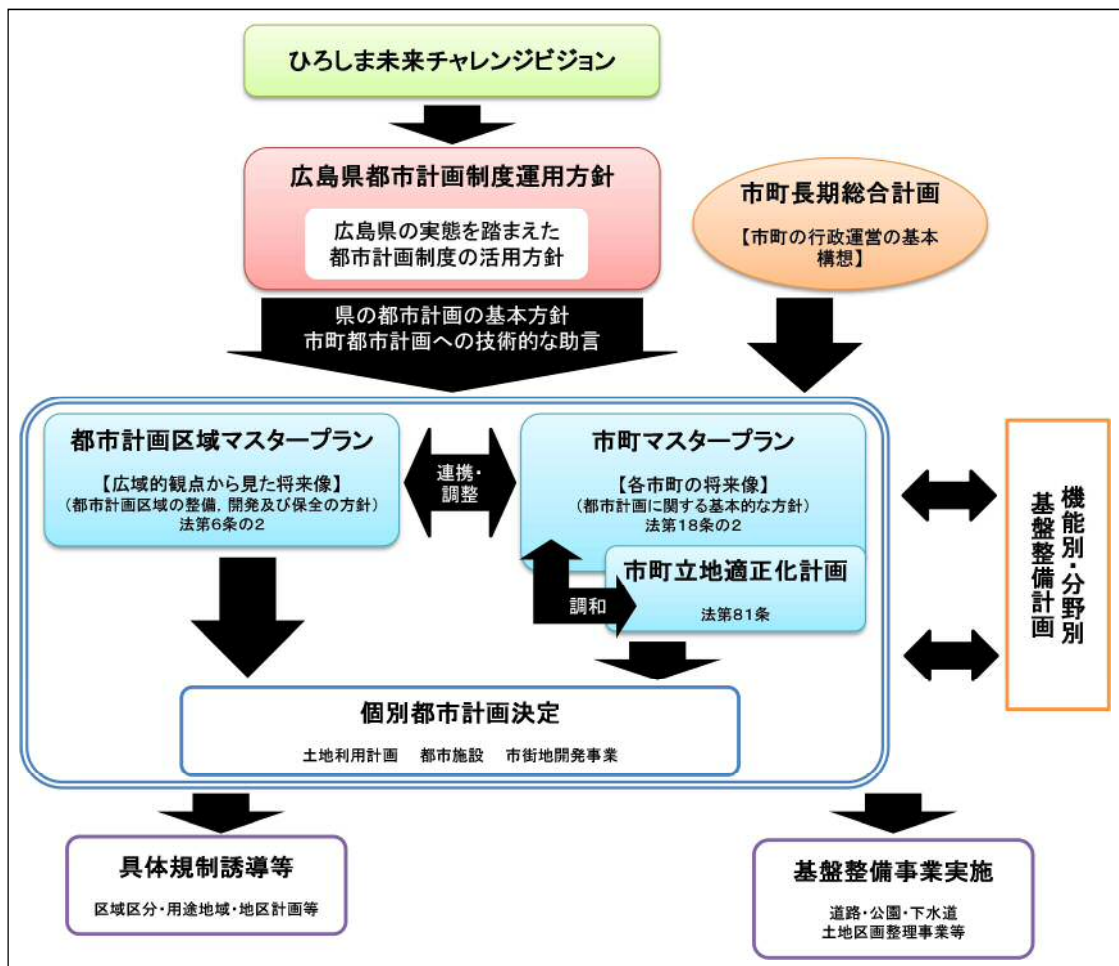 ひろしま未来チャレンジビジョン
広島県都市計画制度運用方針
広島県の実態を踏まえた
都市計画制度の活用方針
市町長期総合計画
【市町の行政運営の基本
構想】
県の都市計画の基本方針
市町都市計画への技術的な助言
都市計画区域マスタープラン
【広域的観点から見た将来像】
(都市計画区域の整備，開発及び保全の方針)
法第6条の2
連携・
調整
市町マスタープラン
【各市町の将来像】
(都市計画に関する基本的な方針)
法第18条の2
市町立地適正化計画
法第81条
調和
機能別・分野別
基盤整備計画
個別都市計画決定
土地利用計画　都市施設　市街地開発事業
具体規制誘導等
区域区分・用途地域・地区計画等
基盤整備事業実施
道路・公園・下水道
土地区画整理事業等